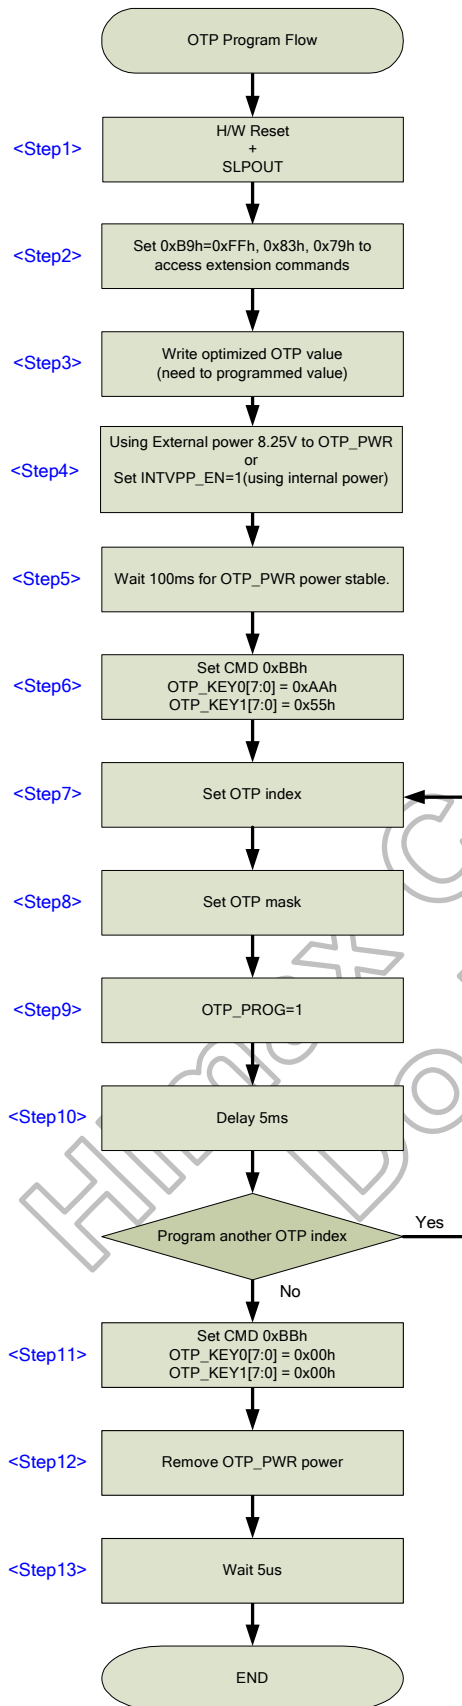 OTP Program Flow
<Step1>
H/W Reset
+
SLPOUT
<Step2>
Set 0xB9h=0xFFh, 0x83h, 0x79h to
access extension commands
<Step3>
Write optimized OTP value
(need to programmed value)
<Step4>
Using External power 8.25V to OTP_PWR
or
Set INTVPP_EN=1(using internal power)
<Step5>
Wait 100ms for OTP_PWR power stable.
<Step6>
Set CMD 0xBBh
OTP_KEY0[7:0] = 0xAAh
OTP_KEY1[7:0] = 0x55h
<Step7>
Set OTP index
<Step8>
Set OTP mask
<Step9>
OTP_PROG=1
<Step10>
Delay 5ms
Program another OTP index
Yes
No
<Step11>
Set CMD 0xBBh
OTP_KEY0[7:0] = 0x00h
OTP_KEY1[7:0] = 0x00h
<Step12>
Remove OTP_PWR power
<Step13>
Wait 5us
END
Himax